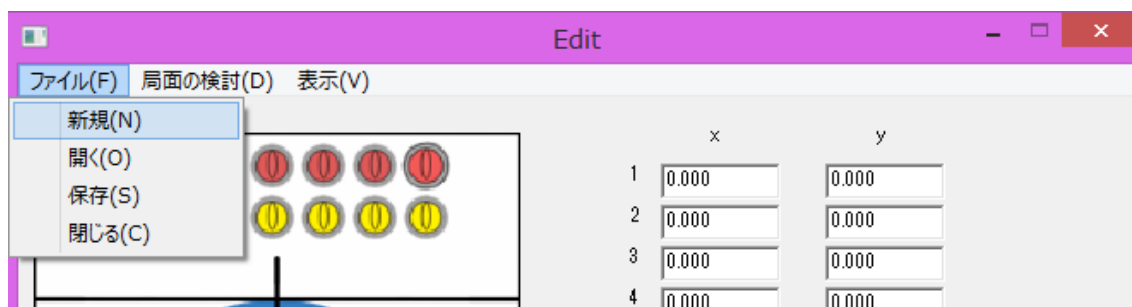 Edit
ファイル(F) 局面の検討(D) 表示(V)
新規(N)
開く(O)
保存(S)
閉じる(C)
x y
1 0.000 0.000
2 0.000 0.000
3 0.000 0.000
4 0.000 0.000